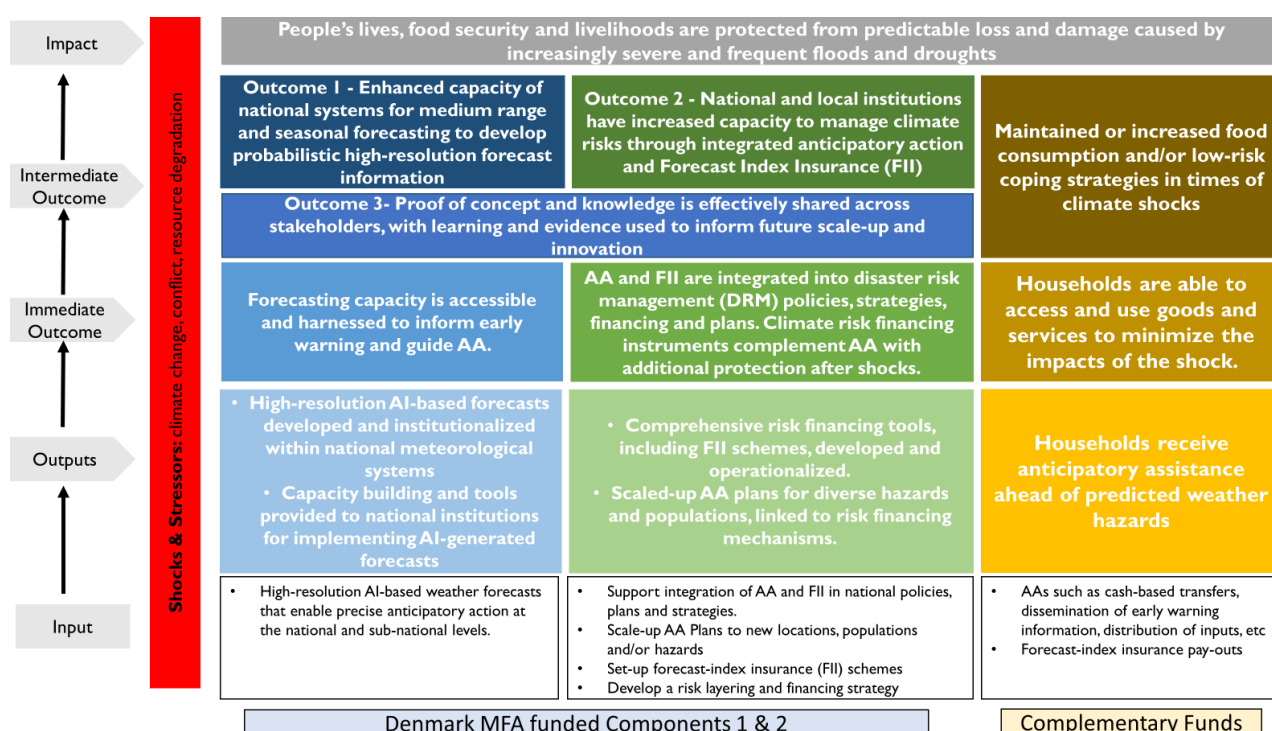 Impact
People's lives, food security and livelihoods are protected from predictable loss and damage caused by
increasingly severe and frequent floods and droughts
Shocks & Stressors: climate change, conflict, resource degradation
Intermediate
Outcome
Outcome 1 - Enhanced capacity of
national systems for medium range
and seasonal forecasting to develop
probabilistic high-resolution forecast
information
Outcome 2 - National and local institutions
have increased capacity to manage climate
risks through integrated anticipatory action
and Forecast Index Insurance (FII)
Maintained or increased food
consumption and/or low-risk
coping strategies in times of
climate shocks
Outcome 3- Proof of concept and knowledge is effectively shared across
stakeholders, with learning and evidence used to inform future scale-up and
innovation
Immediate
Outcome
Forecasting capacity is accessible
and harnessed to inform early
warning and guide AA.
AA and FII are integrated into disaster risk
management (DRM) policies, strategies,
financing and plans. Climate risk financing
instruments complement AA with
additional protection after shocks.
Households are able to
access and use goods and
services to minimize the
impacts of the shock.
Outputs
• High-resolution AI-based forecasts
developed and institutionalized
within national meteorological
systems
• Capacity building and tools
provided to national institutions
for implementing AI-generated
forecasts
• Comprehensive risk financing tools,
including FII schemes, developed and
operationalized.
• Scaled-up AA plans for diverse hazards
and populations, linked to risk financing
mechanisms.
Households receive
anticipatory assistance
ahead of predicted weather
hazards
Input
• High-resolution AI-based weather forecasts
that enable precise anticipatory action at
the national and sub-national levels.
• Support integration of AA and FII in national policies,
plans and strategies.
• Scale-up AA Plans to new locations, populations
and/or hazards
• Set-up forecast-index insurance (FII) schemes
• Develop a risk layering and financing strategy
• AAs such as cash-based transfers,
dissemination of early warning
information, distribution of inputs, etc
• Forecast-index insurance pay-outs
Denmark MFA funded Components 1 & 2
Complementary Funds